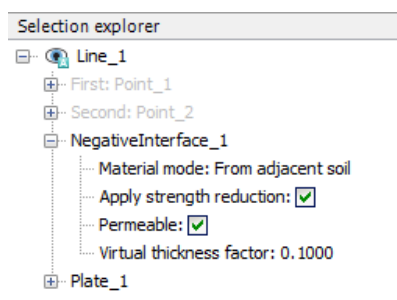 Selection explorer
Line_1
First: Point_1
Second: Point_2
NegativeInterface_1
Material mode: From adjacent soil
Apply strength reduction:
Permeable:
Virtual thickness factor: 0.1000
Plate_1